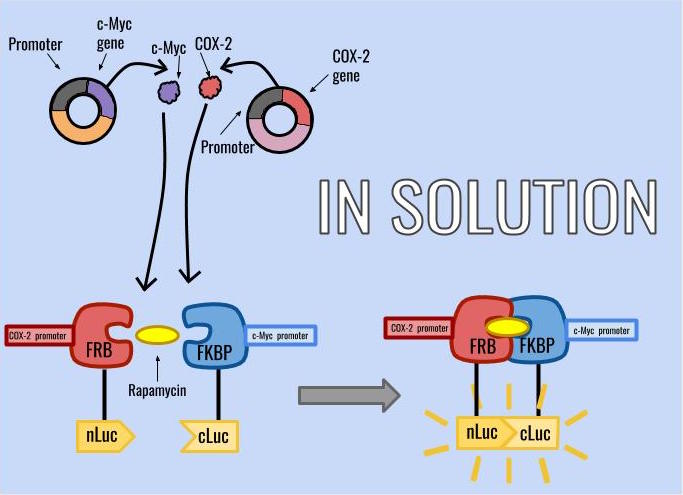 Promoter
c-Myc
gene
c-Myc
COX-2
COX-2
gene
Promoter
IN SOLUTION
COX-2 promoter
FRB
FKBP
c-Myc promoter
Rapamycin
nLuc
cLuc
COX-2 promoter
FRB
FKBP
c-Myc promoter
nLuc
cLuc